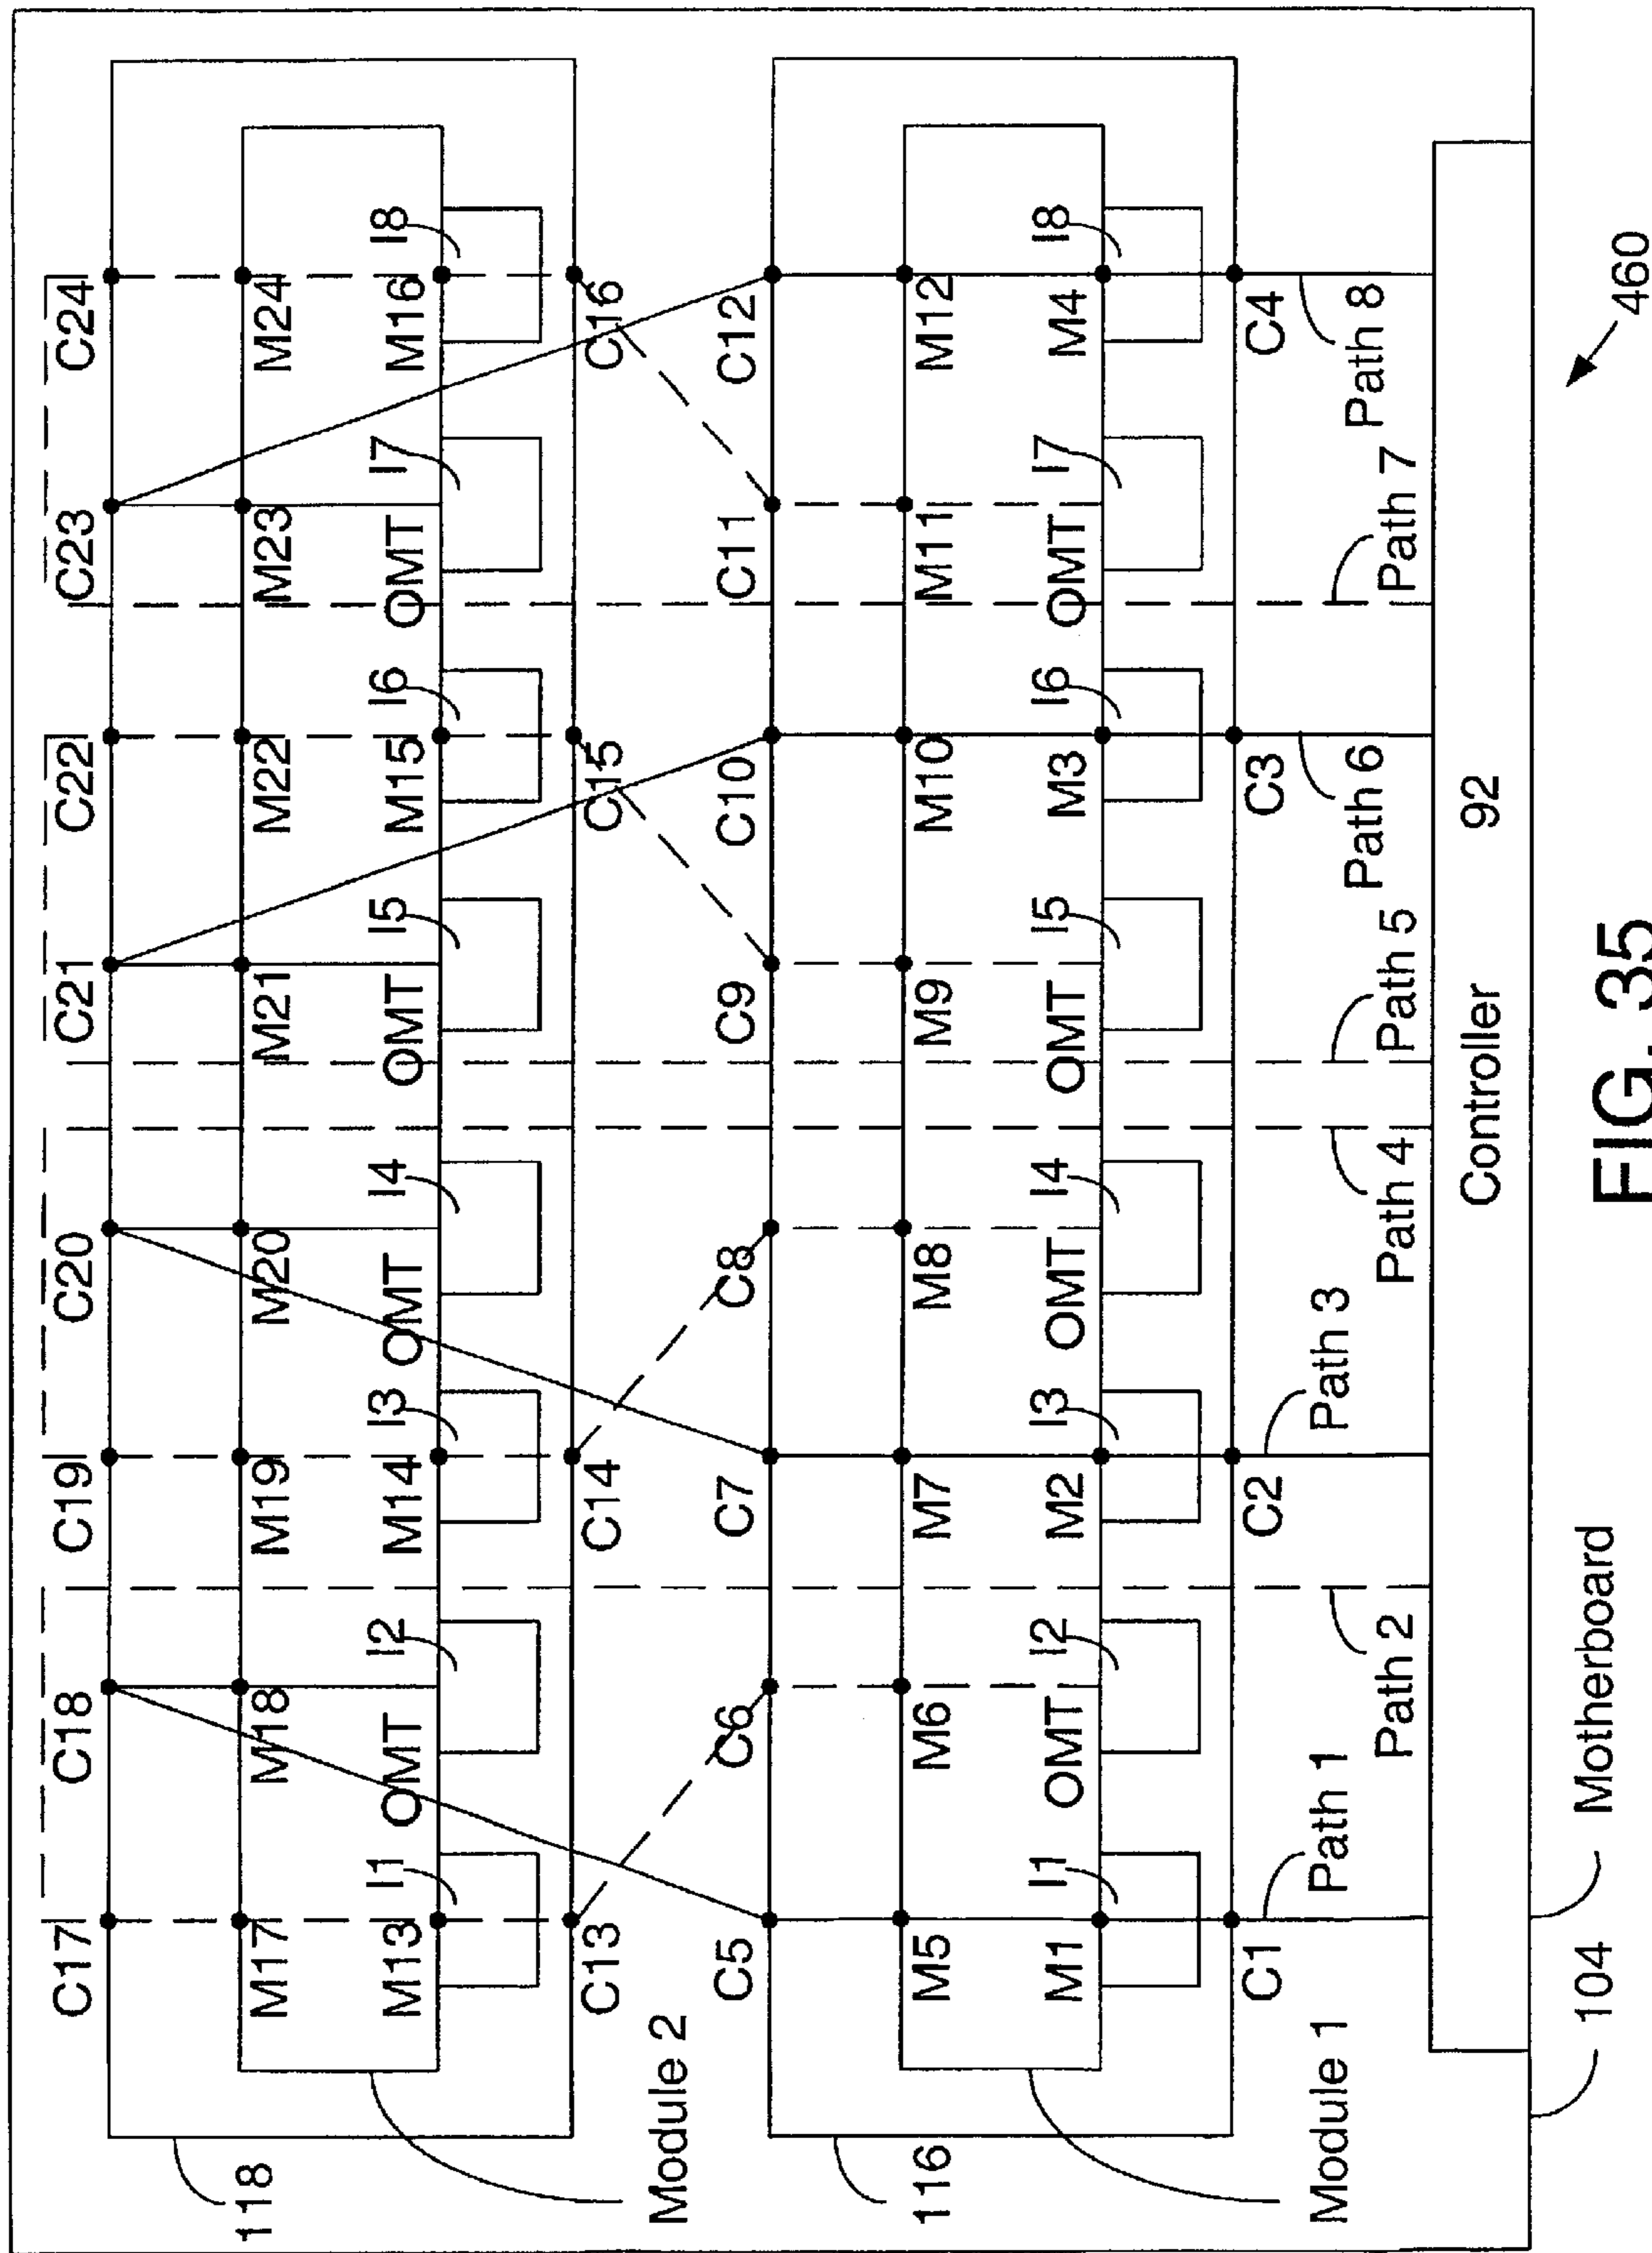 C17 C18 C19 C20 C21 C22 C23 C24
M17 M18 M19 M20 M21 M22 M23 M24
M13 I1 OMT I2 M14 I3 OMT I4 OMT I5 M15 I6 OMT I7 M16 I8
118
Module 2
C13 C14 C15 C16
C5 C6 C7 C8 C9 C10 C11 C12
M5 M6 M7 M8 M9 M10 M11 M12
M1 I1 OMT I2 M2 I3 OMT I4 OMT I5 M3 I6 OMT I7 M4 I8
116
Module 1
C1 C2 C3 C4
Path 1 Path 2 Path 3 Path 4 Path 5 Path 6 Path 7 Path 8
Controller 92
104 Motherboard
460
FIG. 35